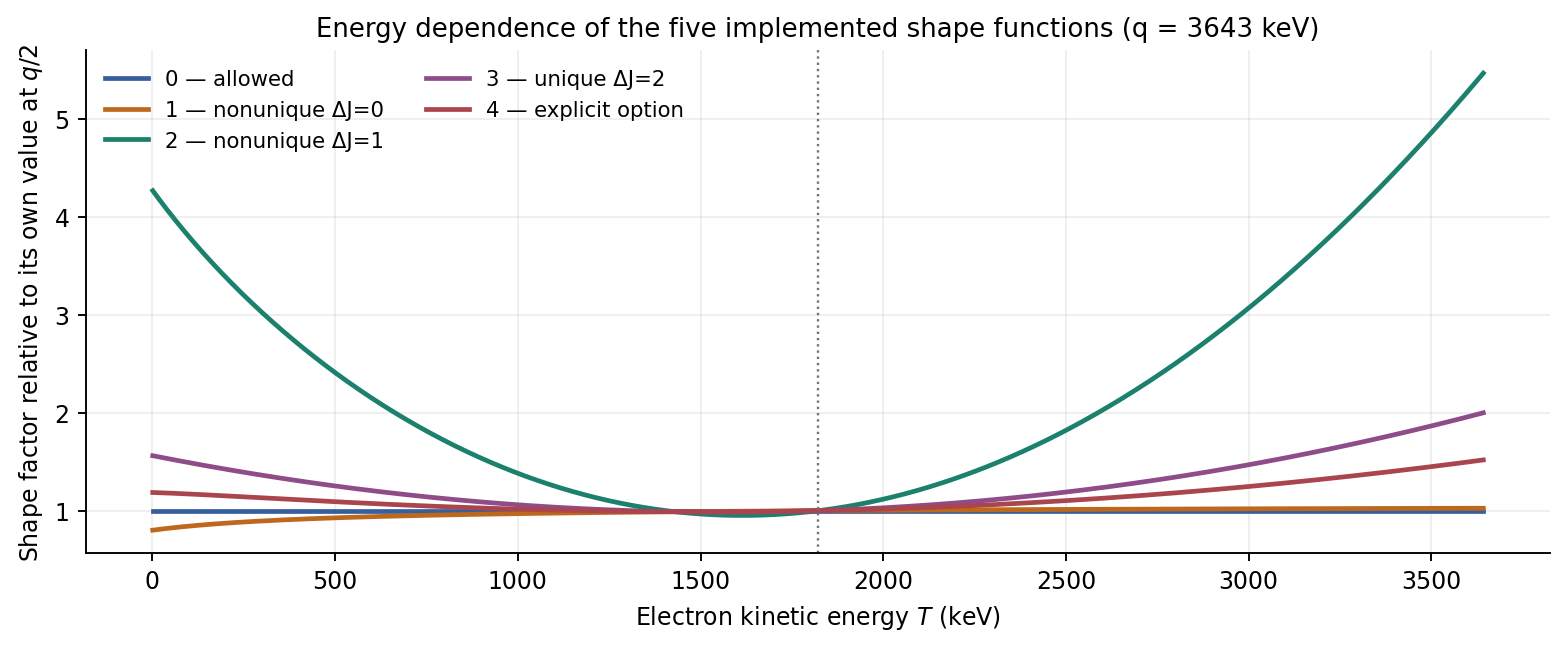 Energy dependence of the five implemented shape functions (q = 3643 keV)
Shape factor relative to its own value at q/2
0 — allowed
1 — nonunique ΔJ=0
2 — nonunique ΔJ=1
3 — unique ΔJ=2
4 — explicit option
5
4
3
2
1
0
500
1000
1500
2000
2500
3000
3500
Electron kinetic energy T (keV)